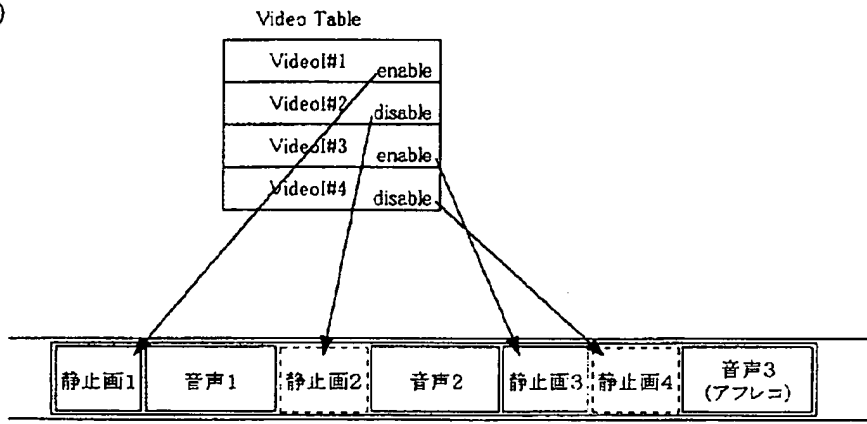 )
Video Table
VideoI#1 enable
VideoI#2 disable
VideoI#3 enable
VideoI#4 disable
静止画1 音声1 静止画2 音声2 静止画3 静止画4 音声3
(アフレコ)